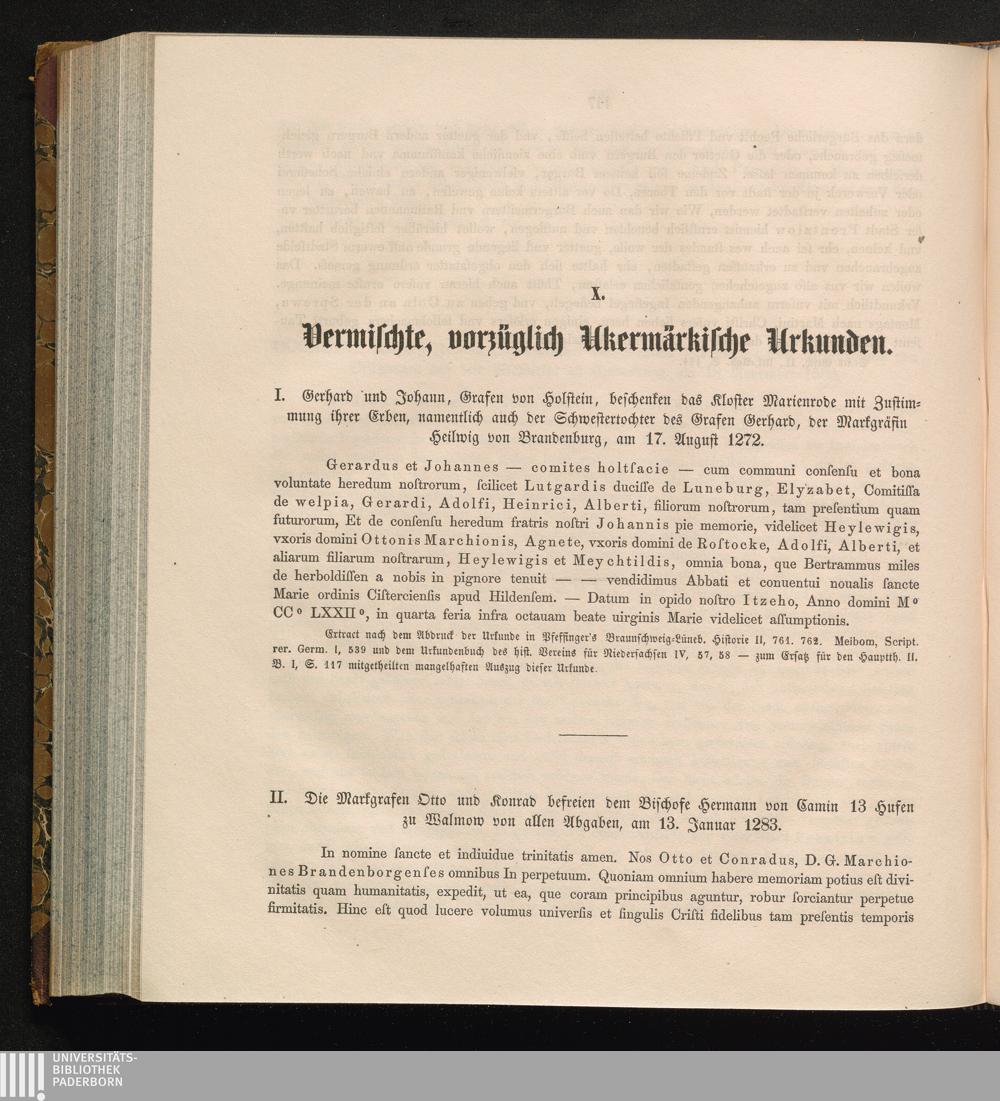 X.
Vermiſchte, vorzüglich Ukermärkiſche Urkunden.
I. Gerhard und Johann, Grafen von Holſtein, beſchenken das Kloſter Marienrode mit Zuſtim-
mung ihrer Erben, namentlich auch der Schweſtertochter des Grafen Gerhard, der Markgräfin
Heilwig von Brandenburg, am 17. Auguſt 1272.
Gerardus et Johannes — comites holtſacie — cum communi conſenſu et bona
voluntate heredum noſtrorum, ſcilicet Lutgardis duciſſe de Luneburg, Elyzabet, Comitiſſa
de welpia, Gerardi, Adolfi, Heinrici, Alberti, filiorum noſtrorum, tam preſentium quam
futurorum, Et de conſenſu heredum fratris noſtri Johannis pie memorie, videlicet Heylewigis,
vxoris domini Ottonis Marchionis, Agnete, vxoris domini de Roſtocke, Adolfi, Alberti, et
aliarum filiarum noſtrarum, Heylewigis et Meychtildis, omnia bona, que Bertrammus miles
de herboldiſſen a nobis in pignore tenuit — — vendidimus Abbati et conuentui noualis ſancte
Marie ordinis Ciſtercienſis apud Hildenſem. — Datum in opido noſtro Itzeho, Anno domini Mº
CCº LXXIIº, in quarta feria infra octauam beate uirginis Marie videlicet aſſumptionis.
Extract nach dem Abdruck der Urkunde in Pfeffinger's Braunſchweig-Lüneb. Hiſtorie II, 761. 762. Meibom, Script.
rer. Germ. I, 539 und dem Urkundenbuch des hiſt. Vereins für Niederſachſen IV, 57, 58 — zum Erſatz für den Hauptth. II.
B. I, S. 117 mitgetheilten mangelhaften Auszug dieſer Urkunde.
II. Die Markgrafen Otto und Konrad befreien dem Biſchofe Hermann von Camin 13 Hufen
zu Walmow von allen Abgaben, am 13. Januar 1283.
In nomine ſancte et indiuidue trinitatis amen. Nos Otto et Conradus, D. G. Marchio-
nes Brandenborgenſes omnibus In perpetuum. Quoniam omnium habere memoriam potius eſt divi-
nitatis quam humanitatis, expedit, ut ea, que coram principibus aguntur, robur ſorciantur perpetue
firmitatis. Hinc eſt quod lucere volumus univerſis et ſingulis Criſti fidelibus tam preſentis temporis
UNIVERSITÄTS-
BIBLIOTHEK
PADERBORN